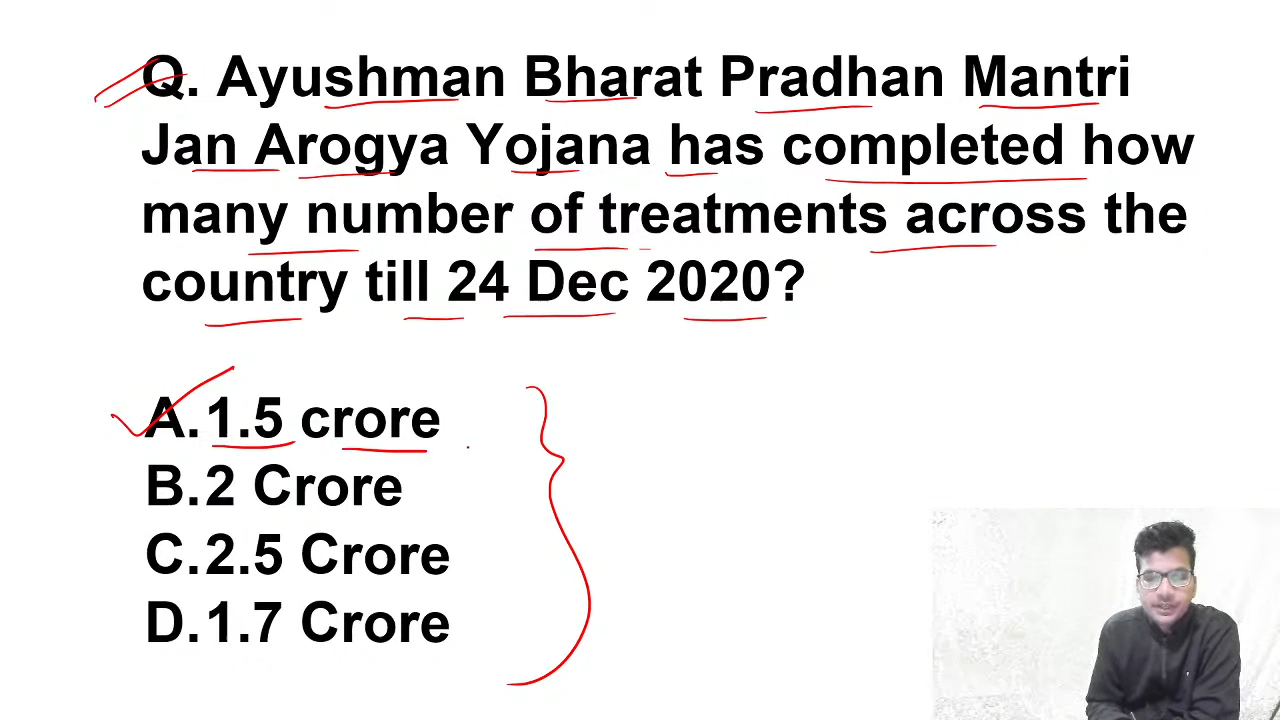 Q. Ayushman Bharat Pradhan Mantri
Jan Arogya Yojana has completed how
many number of treatments across the
country till 24 Dec 2020?
A. 1.5 crore
B. 2 Crore
C. 2.5 Crore
D. 1.7 Crore